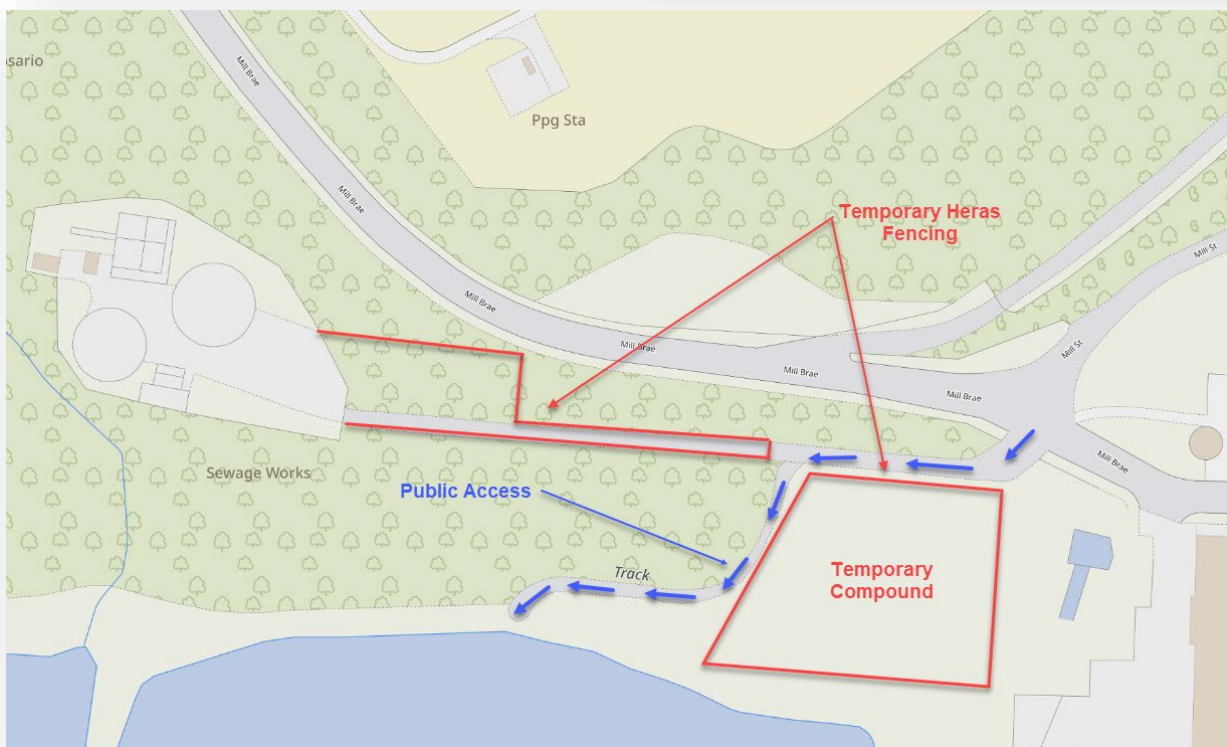 sario
Mill Brae
Ppg Sta
Mill Brae
Temporary Heras
Fencing
Mill St
Mill Brae
Mill Brae
Mill St
Mill Brae
Mill Brae
Mill Brae
Sewage Works
Public Access
Track
Temporary
Compound